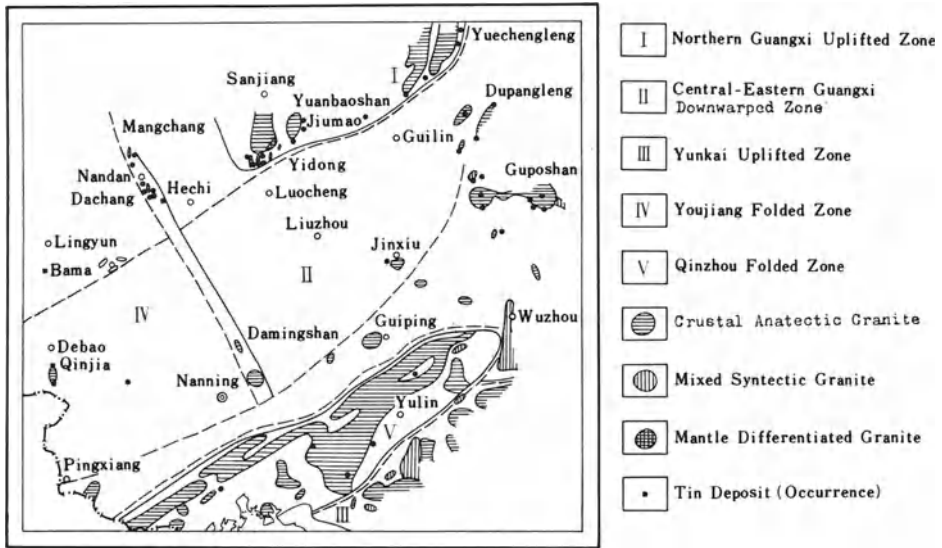 Yuechengleng
I
Sanjiang
Yuanbaoshan
Jiumao
Dupangleng
Mangchang
Guilin
Yidong
Nandan
Hechi
Dachang
Luocheng
Guposhan
Liuzhou
Lingyun
Jinxiu
Bama
II
IV
Damingshan
Guiping
Wuzhou
Debao
Qinjia
Nanning
Yulin
V
Pingxiang
III
I Northern Guangxi Uplifted Zone
II Central-Eastern Guangxi
Downwarped Zone
III Yunkai Uplifted Zone
IV Youjiang Folded Zone
V Qinzhou Folded Zone
Crustal Anatectic Granite
Mixed Syntectic Granite
Mantle Differentiated Granite
Tin Deposit (Occurrence)